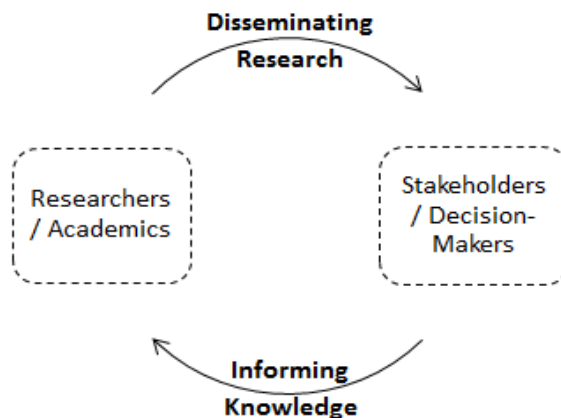 Disseminating
Research
Researchers
/ Academics
Stakeholders
/ Decision-
Makers
Informing
Knowledge